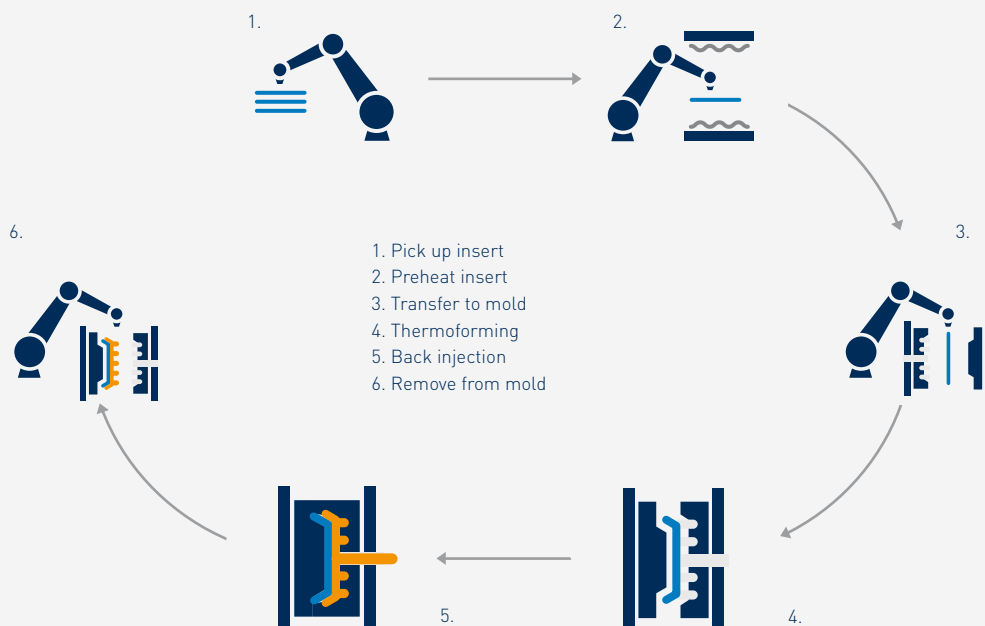 1.
2.
6.
3.
1. Pick up insert
2. Preheat insert
3. Transfer to mold
4. Thermoforming
5. Back injection
6. Remove from mold
5.
4.